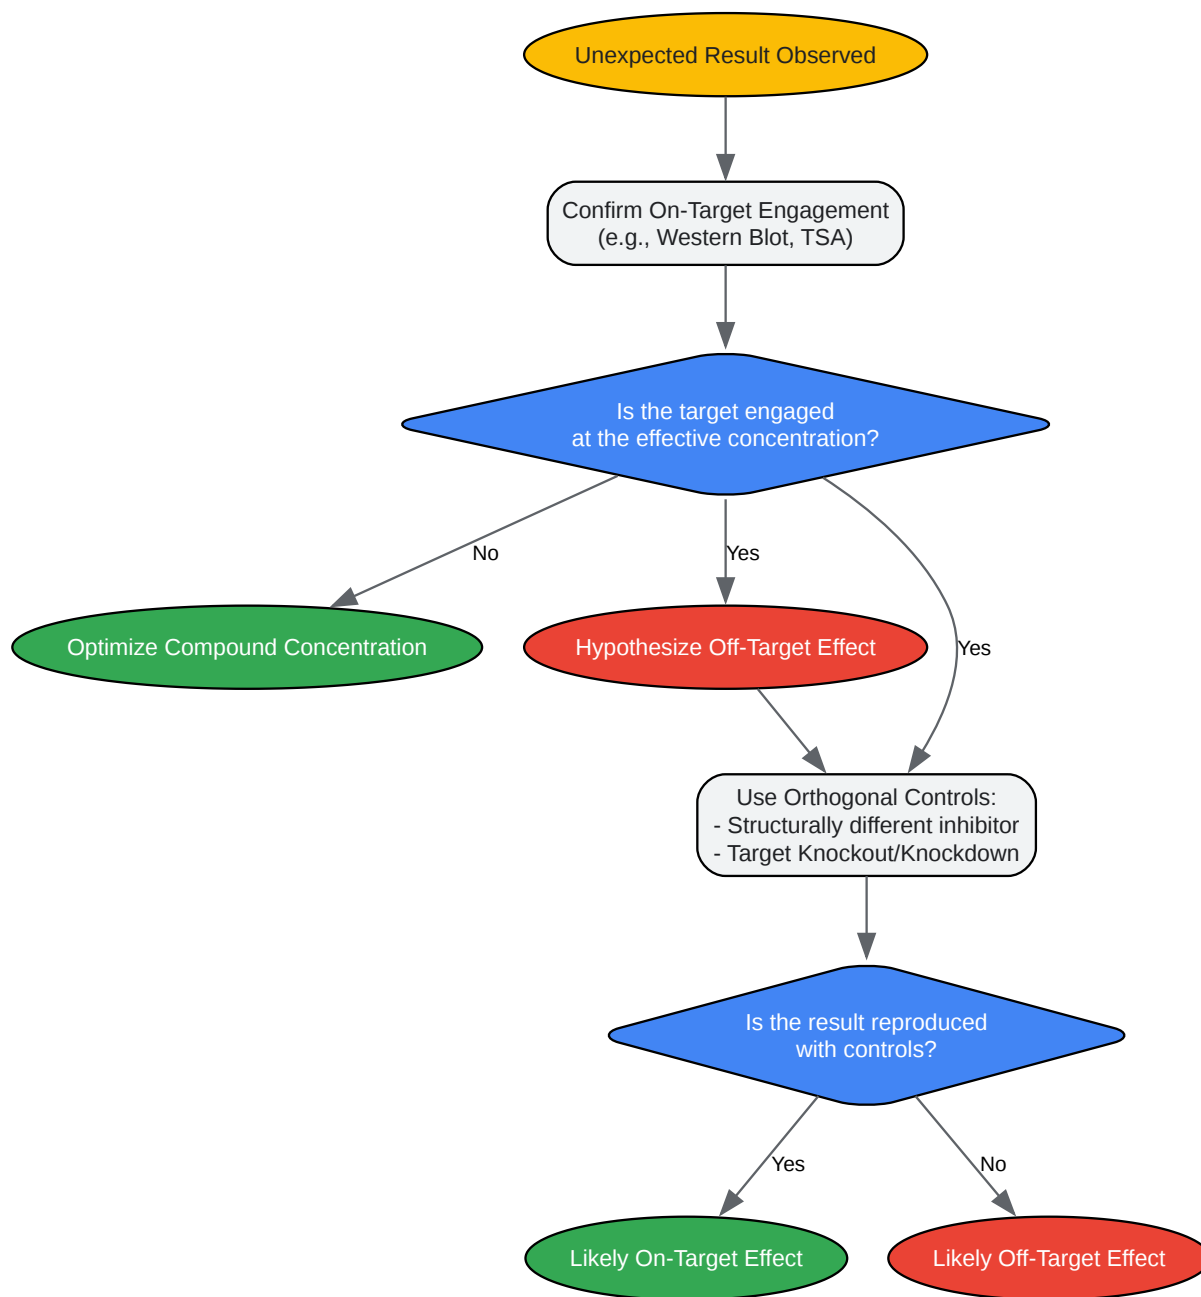 Unexpected Result Observed
Confirm On-Target Engagement
(e.g., Western Blot, TSA)
Is the target engaged
at the effective concentration?
No
Yes
Yes
Optimize Compound Concentration
Hypothesize Off-Target Effect
Use Orthogonal Controls:
- Structurally different inhibitor
- Target Knockout/Knockdown
Is the result reproduced
with controls?
Yes
No
Likely On-Target Effect
Likely Off-Target Effect